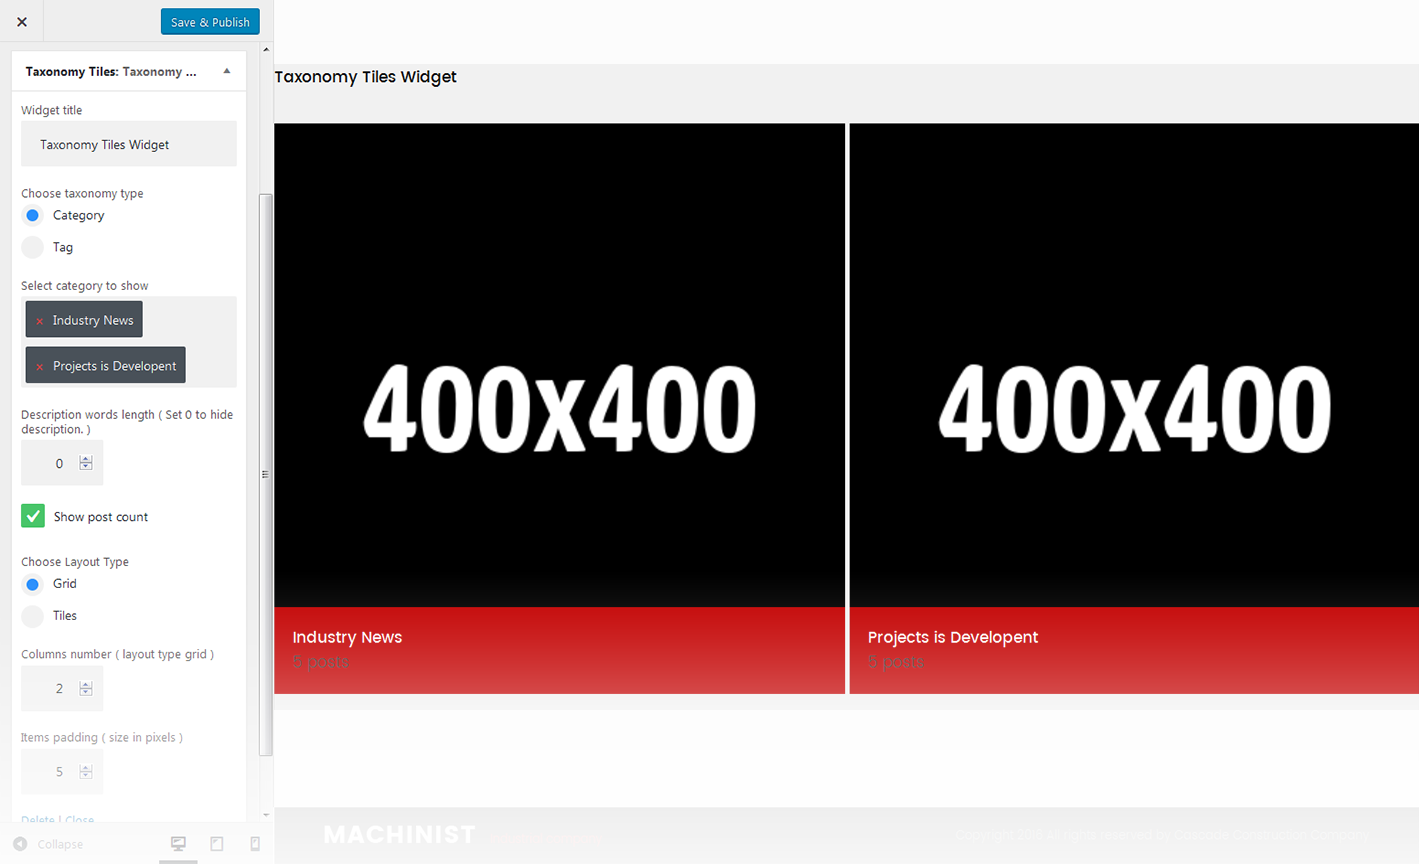 Save & Publish
Taxonomy Tiles: Taxonomy ...
Widget title
Taxonomy Tiles Widget
Choose taxonomy type
Category
Tag
Select category to show
× Industry News
× Projects is Developent
Description words length ( Set 0 to hide
description. )
0
Show post count
Choose Layout Type
Grid
Tiles
Columns number ( layout type grid )
2
Items padding ( size in pixels )
5
Delete | Close
Collapse
Taxonomy Tiles Widget
400x400
400x400
Industry News
5 posts
Projects is Developent
5 posts
MACHINIST